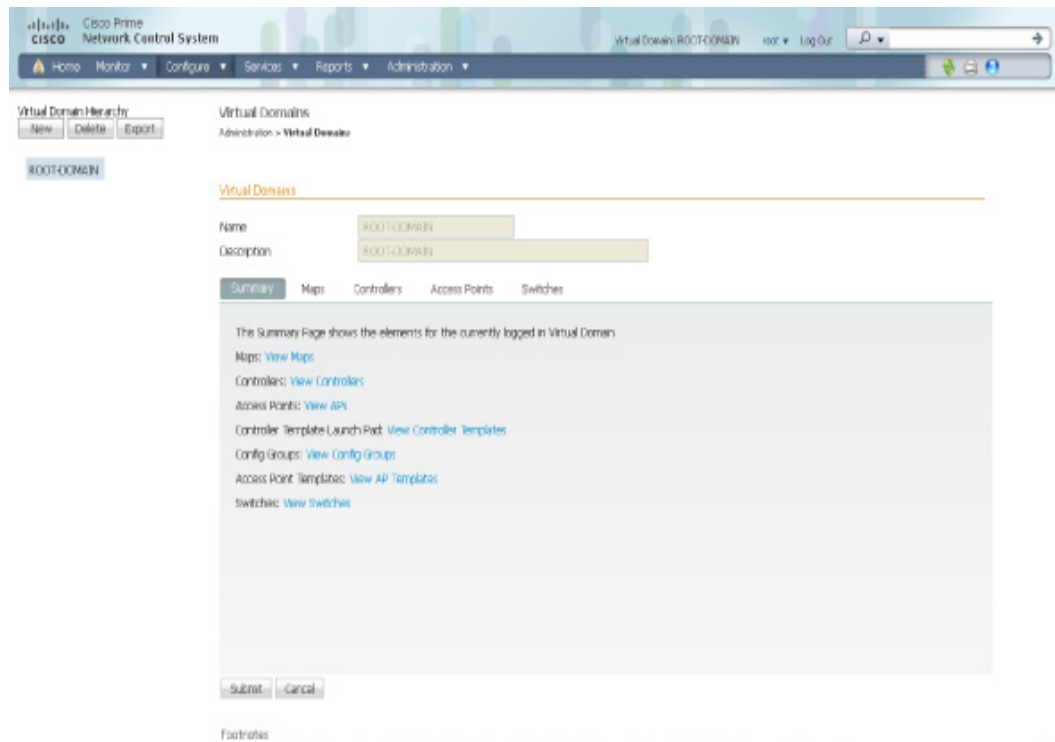 Cisco Prime
CISCO Network Control System
Virtual Domain: ROOT-DOMAIN root Log Out
Home Monitor Configure Services Reports Administration
Virtual Domain Hierarchy
New Delete Export
ROOT-DOMAIN
Virtual Domains
Administration > Virtual Domains
Virtual Domains
Name ROOT-DOMAIN
Description ROOT-DOMAIN
Summary Maps Controllers Access Points Switches
This Summary Page shows the elements for the currently logged in Virtual Domain
Maps: View Maps
Controllers: View Controllers
Access Points: View APs
Controller Template Launch Pad: View Controller Templates
Config Groups: View Config Groups
Access Point Templates: View AP Templates
Switches: View Switches
Submit Cancel
Footnotes